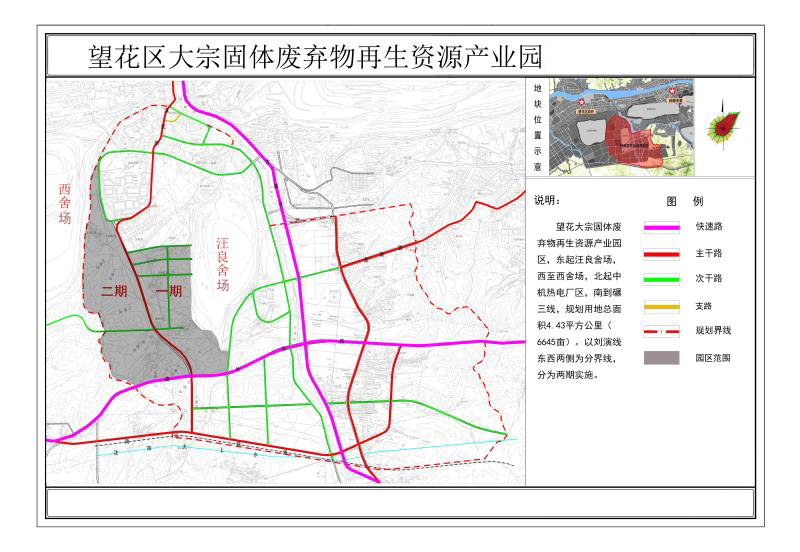 望花区大宗固体废弃物再生资源产业园
地块位置示意
说明：
望花大宗固体废
弃物再生资源产业园
区，东起汪良舍场，
西至西舍场，北起中
机热电厂区，南到碾
三线，规划用地总面
积4.43平方公里（
6645亩）。以刘演线
东西两侧为分界线，
分为两期实施。
图 例
快速路
主干路
次干路
支路
规划界线
园区范围
西舍场
汪良舍场
二期
一期